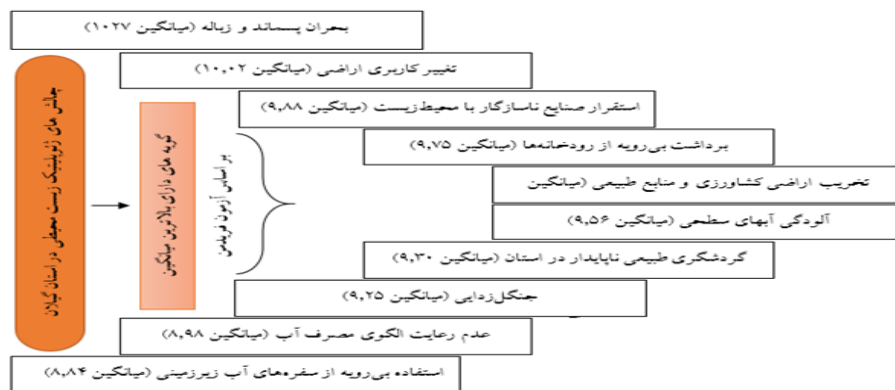 بحران پسماند و زباله (میانگین ۱۰۲۷)
تغییر کاربری اراضی (میانگین ۱۰,۰۲)
استقرار صنایع ناسازگار با محیط‌زیست (میانگین ۹,۸۸)
برداشت بی‌رویه از رودخانه‌ها (میانگین ۹,۷۵)
تخریب اراضی کشاورزی و منابع طبیعی (میانگین
آلودگی آبهای سطحی (میانگین ۹,۵۶)
گردشگری طبیعی ناپایدار در استان (میانگین ۹,۳۰)
جنگل‌زدایی (میانگین ۹,۲۵)
عدم رعایت الگوی مصرف آب (میانگین ۸,۹۸)
استفاده بی‌رویه از سفره‌های آب زیرزمینی (میانگین ۸,۸۴)
چالش های ژئوپلیتیک زیست محیطی در استان گیلان
گویه های دارای بالاترین میانگین
بر اساس آزمون فریدمن